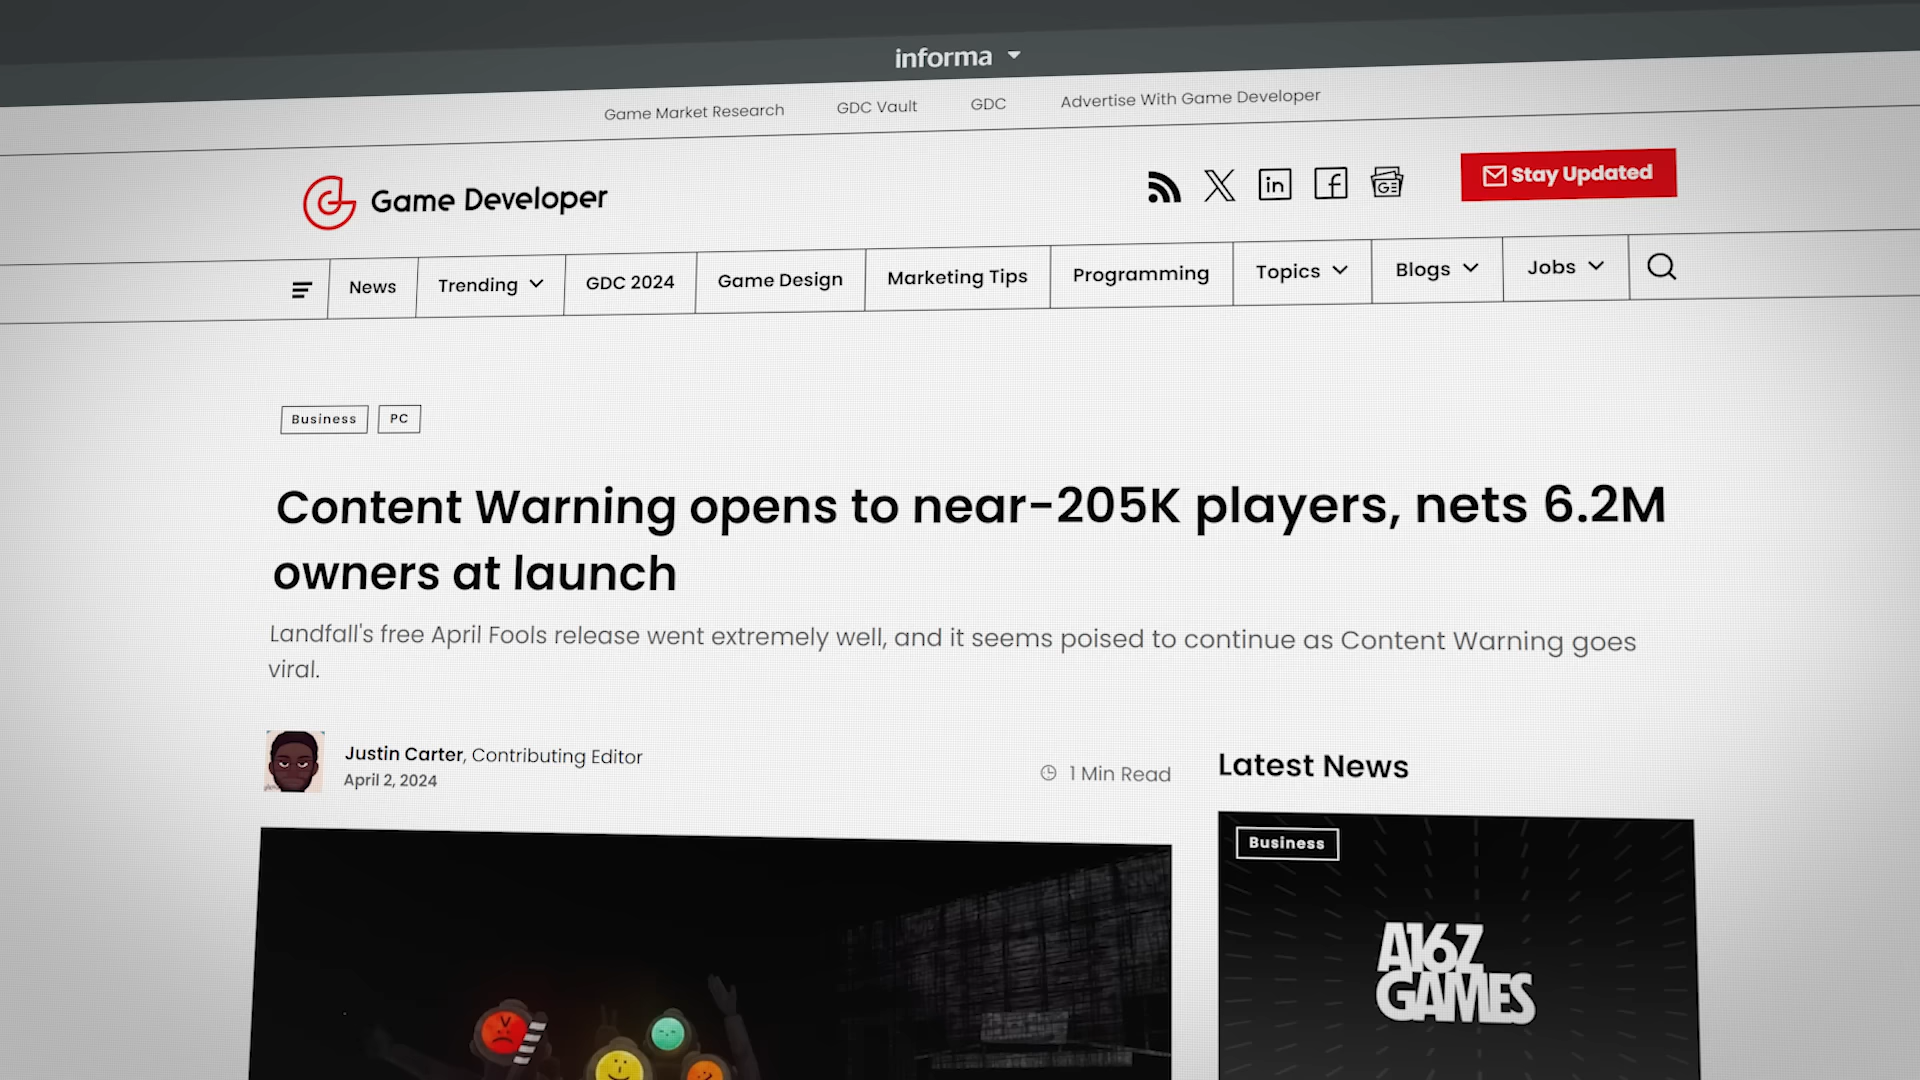 informa
Game Market Research GDC Vault GDC Advertise With Game Developer
Game Developer
in f GE Stay Updated
News Trending GDC 2024 Game Design Marketing Tips Programming Topics Blogs Jobs
Business PC
Content Warning opens to near-205K players, nets 6.2M
owners at launch
Landfall's free April Fools release went extremely well, and it seems poised to continue as Content Warning goes
viral.
Justin Carter, Contributing Editor
April 2, 2024
1 Min Read
Latest News
Business
A16Z
GAMES